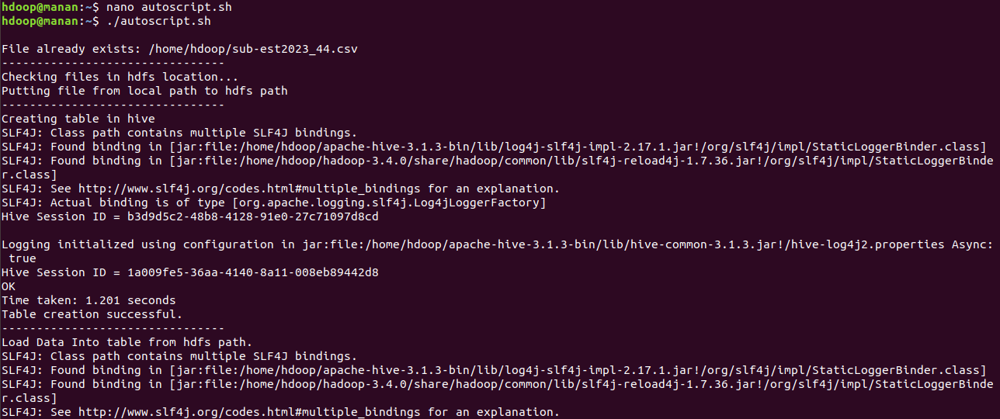 hdoop@manan:~$ nano autoscript.sh
hdoop@manan:~$ ./autoscript.sh
File already exists: /home/hdoop/sub-est2023_44.csv
--------------------------------
Checking files in hdfs location...
Putting file from local path to hdfs path
--------------------------------
Creating table in hive
SLF4J: Class path contains multiple SLF4J bindings.
SLF4J: Found binding in [jar:file:/home/hdoop/apache-hive-3.1.3-bin/lib/log4j-slf4j-impl-2.17.1.jar!/org/slf4j/impl/StaticLoggerBinder.class]
SLF4J: Found binding in [jar:file:/home/hdoop/hadoop-3.4.0/share/hadoop/common/lib/slf4j-reload4j-1.7.36.jar!/org/slf4j/impl/StaticLoggerBinde
r.class]
SLF4J: See http://www.slf4j.org/codes.html#multiple_bindings for an explanation.
SLF4J: Actual binding is of type [org.apache.logging.slf4j.Log4jLoggerFactory]
Hive Session ID = b3d9d5c2-48b8-4128-91e0-27c71097d8cd
Logging initialized using configuration in jar:file:/home/hdoop/apache-hive-3.1.3-bin/lib/hive-common-3.1.3.jar!/hive-log4j2.properties Async:
 true
Hive Session ID = 1a009fe5-36aa-4140-8a11-008eb89442d8
OK
Time taken: 1.201 seconds
Table creation successful.
--------------------------------
Load Data Into table from hdfs path.
SLF4J: Class path contains multiple SLF4J bindings.
SLF4J: Found binding in [jar:file:/home/hdoop/apache-hive-3.1.3-bin/lib/log4j-slf4j-impl-2.17.1.jar!/org/slf4j/impl/StaticLoggerBinder.class]
SLF4J: Found binding in [jar:file:/home/hdoop/hadoop-3.4.0/share/hadoop/common/lib/slf4j-reload4j-1.7.36.jar!/org/slf4j/impl/StaticLoggerBinde
r.class]
SLF4J: See http://www.slf4j.org/codes.html#multiple_bindings for an explanation.